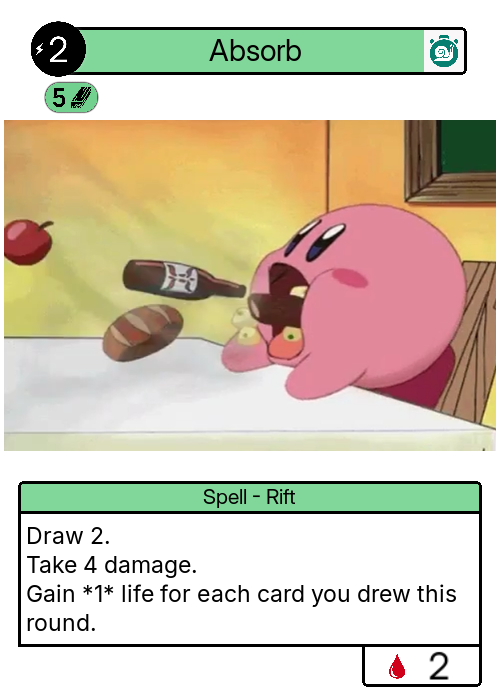 2
Absorb
5
Spell - Rift
Draw 2.
Take 4 damage.
Gain *1* life for each card you drew this
round.
2